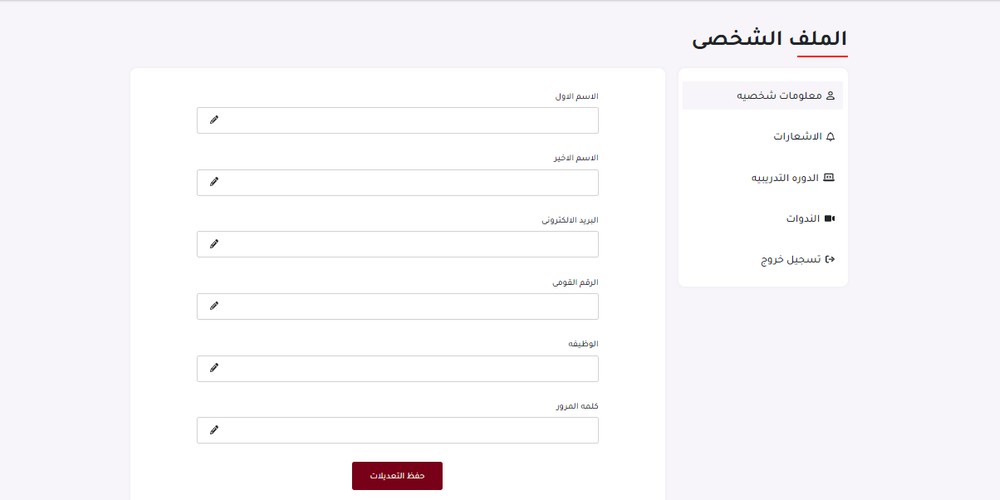 الملف الشخصى
معلومات شخصيه
الاشعارات
الدوره التدريبيه
الندوات
تسجيل خروج
الاسم الاول
الاسم الاخير
البريد الالكترونى
الرقم القومى
الوظيفه
كلمه المرور
حفظ التعديلات